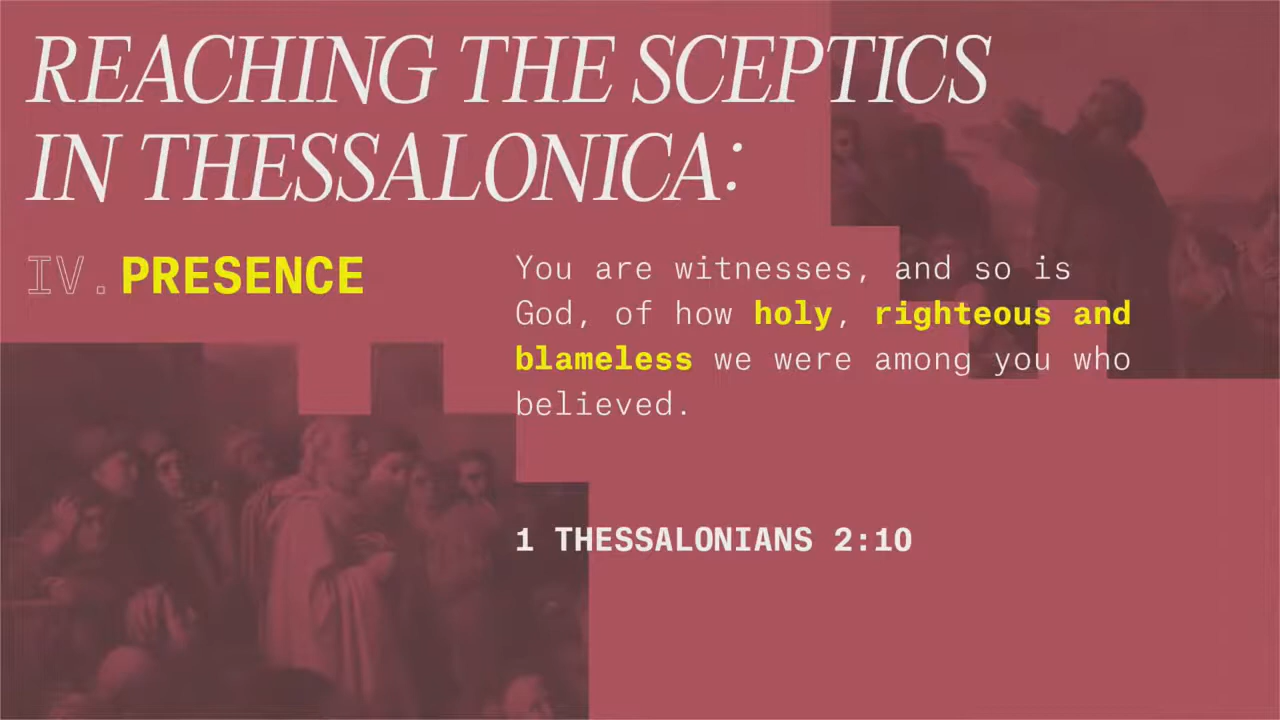 REACHING THE SCEPTICS
IN THESSALONICA:
IV. PRESENCE
You are witnesses, and so is
God, of how holy, righteous and
blameless we were among you who
believed.
1 THESSALONIANS 2:10